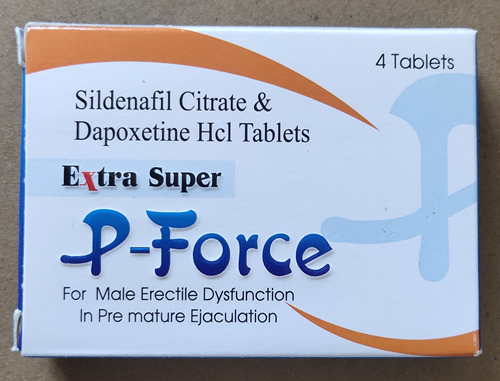 4 Tablets
Sildenafil Citrate &
Dapoxetine Hcl Tablets
Extra Super
P-Force
For Male Erectile Dysfunction
In Pre mature Ejaculation